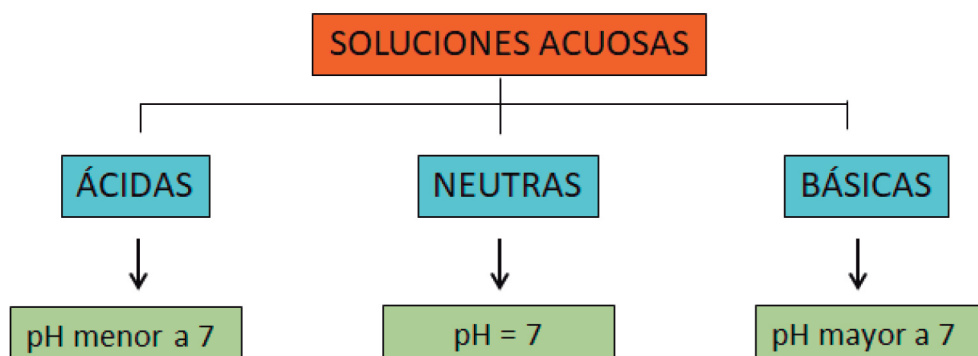 SOLUCIONES ACUOSAS
ÁCIDAS
NEUTRAS
BÁSICAS
pH menor a 7
pH = 7
pH mayor a 7